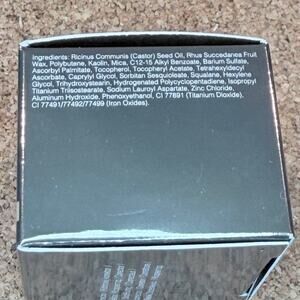 Ingredients: Ricinus Communis (Castor) Seed Oil, Rhus Succedanea Fruit
Wax, Polybutene, Kaolin, Mica, C12-15 Alkyl Benzoate, Barium Sulfate,
Ascorbyl Palmitate, Tocopherol, Tocopheryl Acetate, Tetrahexyldecyl
Ascorbate, Caprylyl Glycol, Sorbitan Sesquioleate, Squalane, Hexylene
Glycol, Trihydroxystearin, Hydrogenated Polycyclopentadiene, Isopropyl
Titanium Triisostearate, Sodium Lauroyl Aspartate, Zinc Chloride,
Aluminum Hydroxide, Phenoxyethanol, CI 77891 (Titanium Dioxide),
CI 77491/77492/77499 (Iron Oxides).